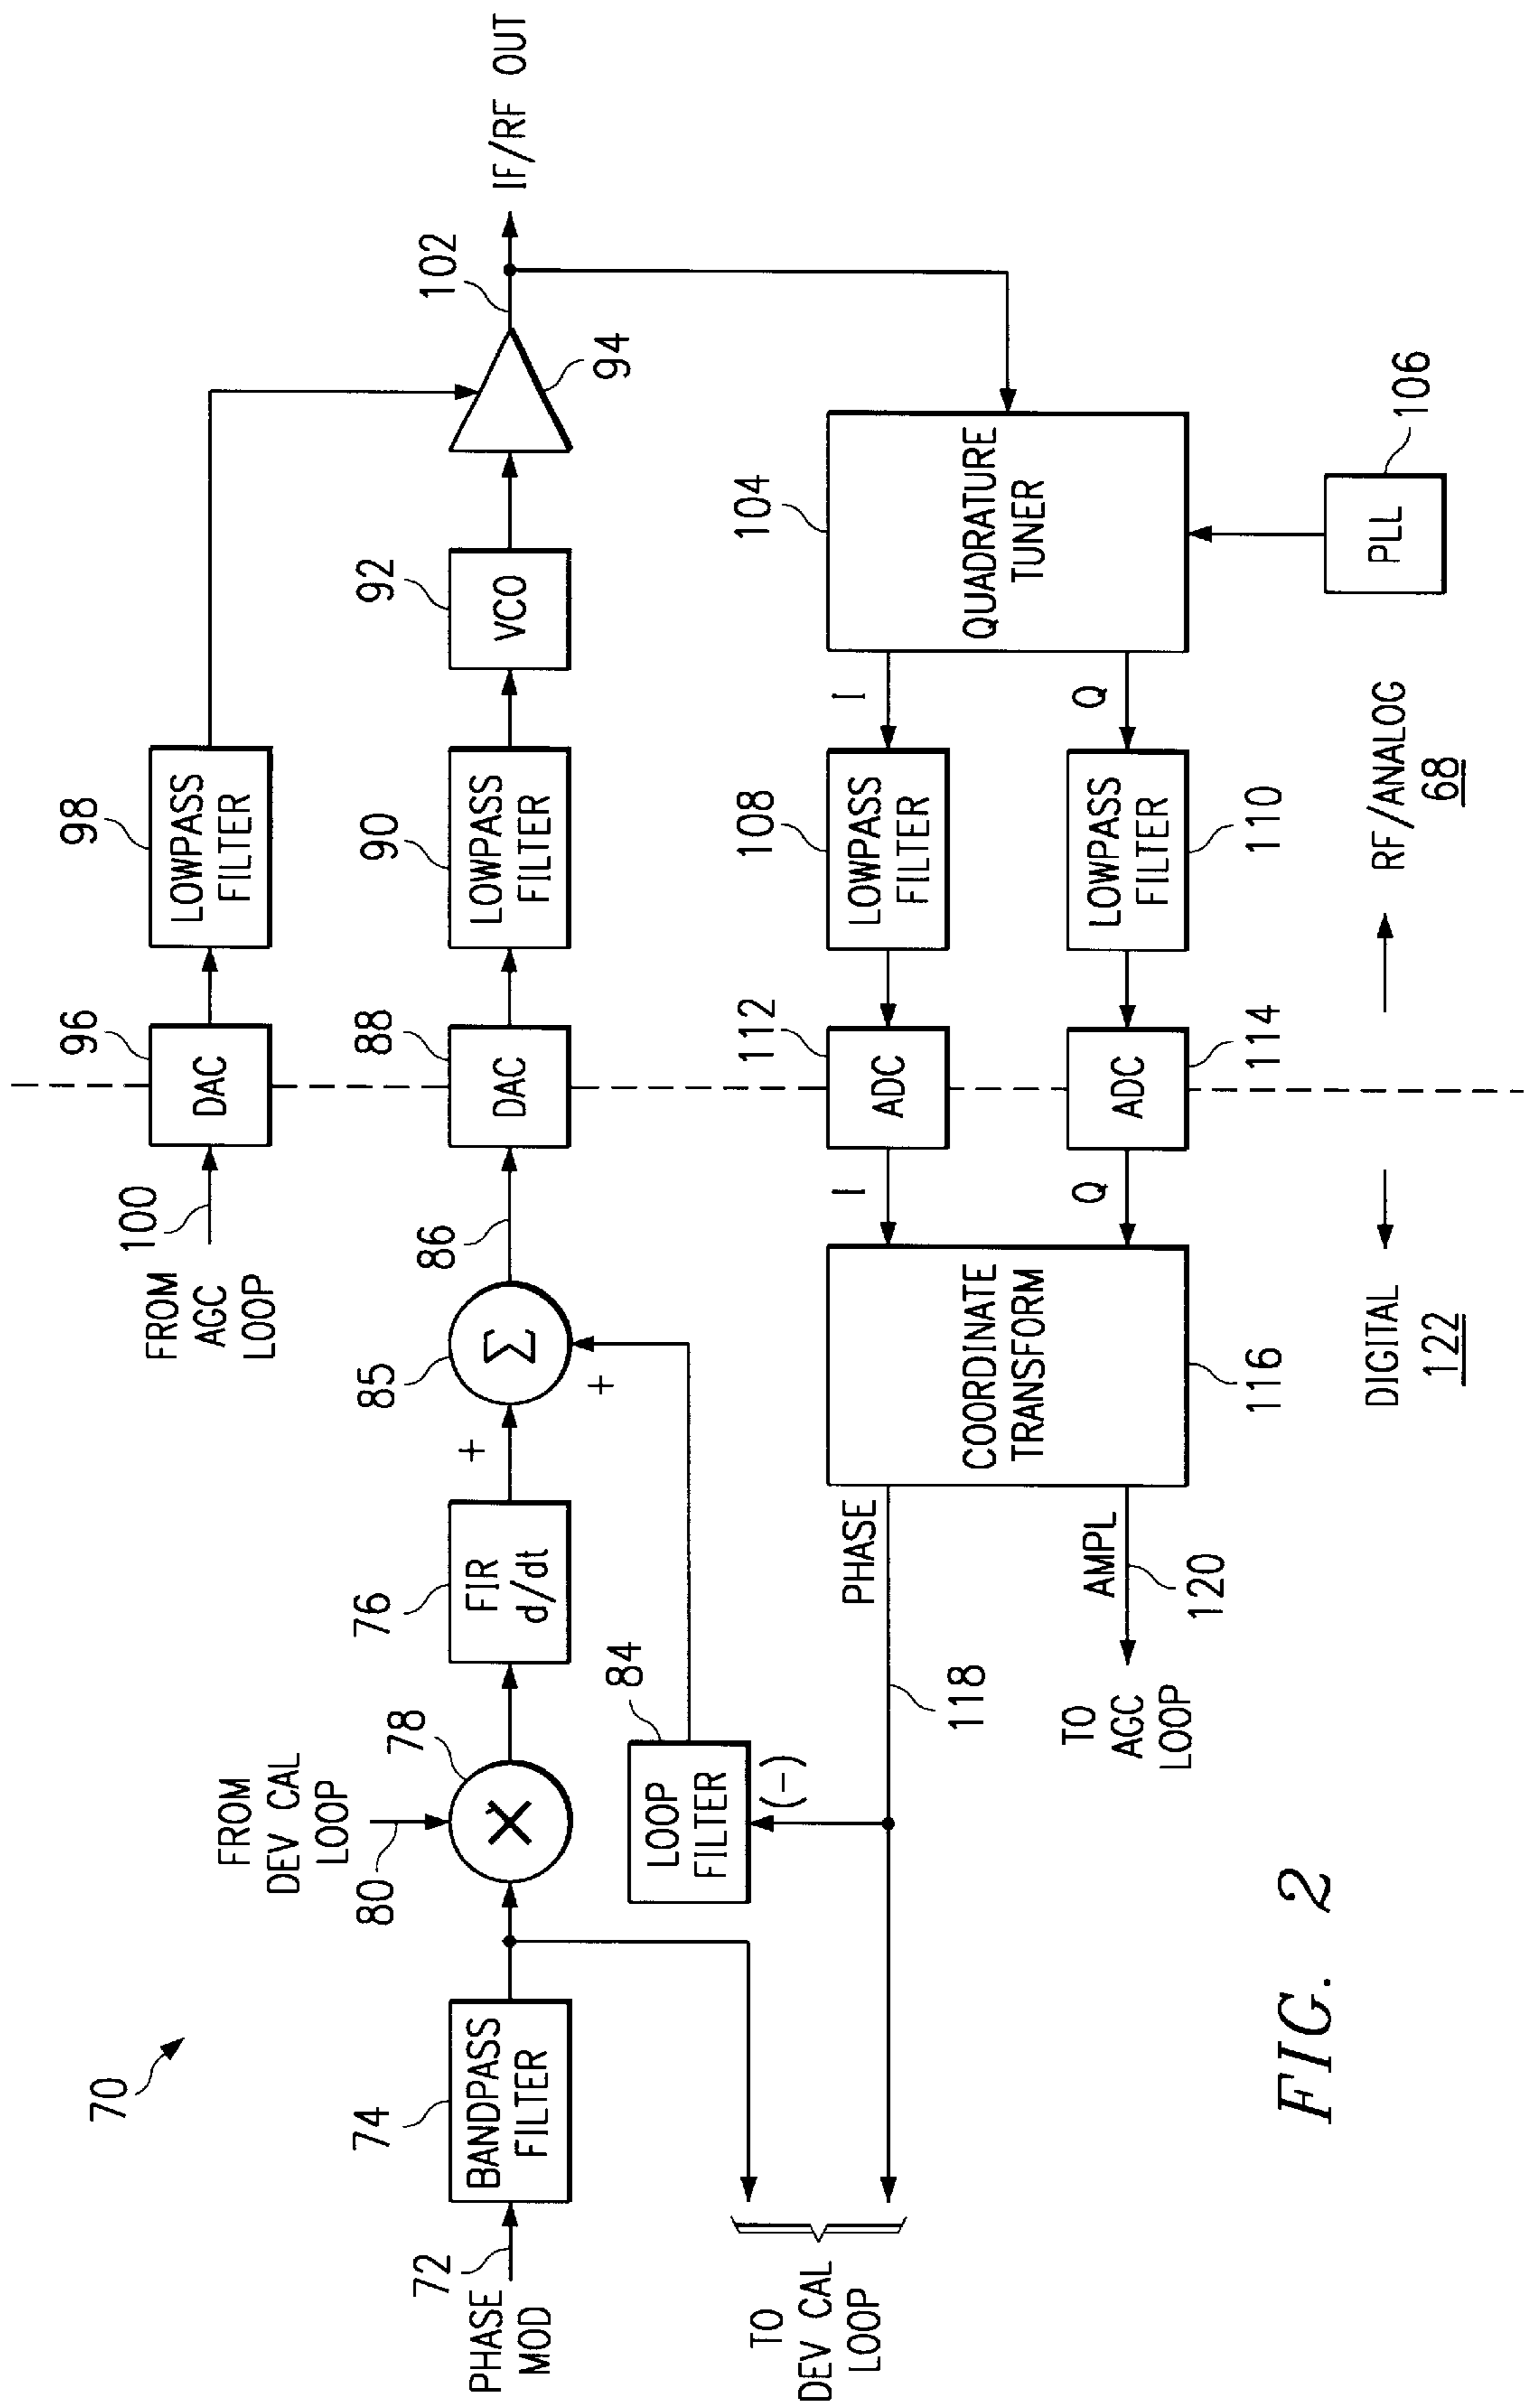 70
FROM
AGC
LOOP
100
96
DAC
98
LOWPASS
FILTER
FROM
DEV CAL
LOOP
80
PHASE
MOD
72
74
BANDPASS
FILTER
78
X
76
FIR
d/dt
+
85
Σ
+
86
88
DAC
90
LOWPASS
FILTER
92
VCO
94
102
IF/RF OUT
84
LOOP
FILTER
(-)
TO
DEV CAL
LOOP
118
PHASE
AMPL
120
TO
AGC
LOOP
COORDINATE
TRANSFORM
116
I
Q
112
ADC
ADC
114
108
LOWPASS
FILTER
LOWPASS
FILTER
110
I
Q
104
QUADRATURE
TUNER
PLL
106
DIGITAL
122
RF/ANALOG
68
FIG. 2